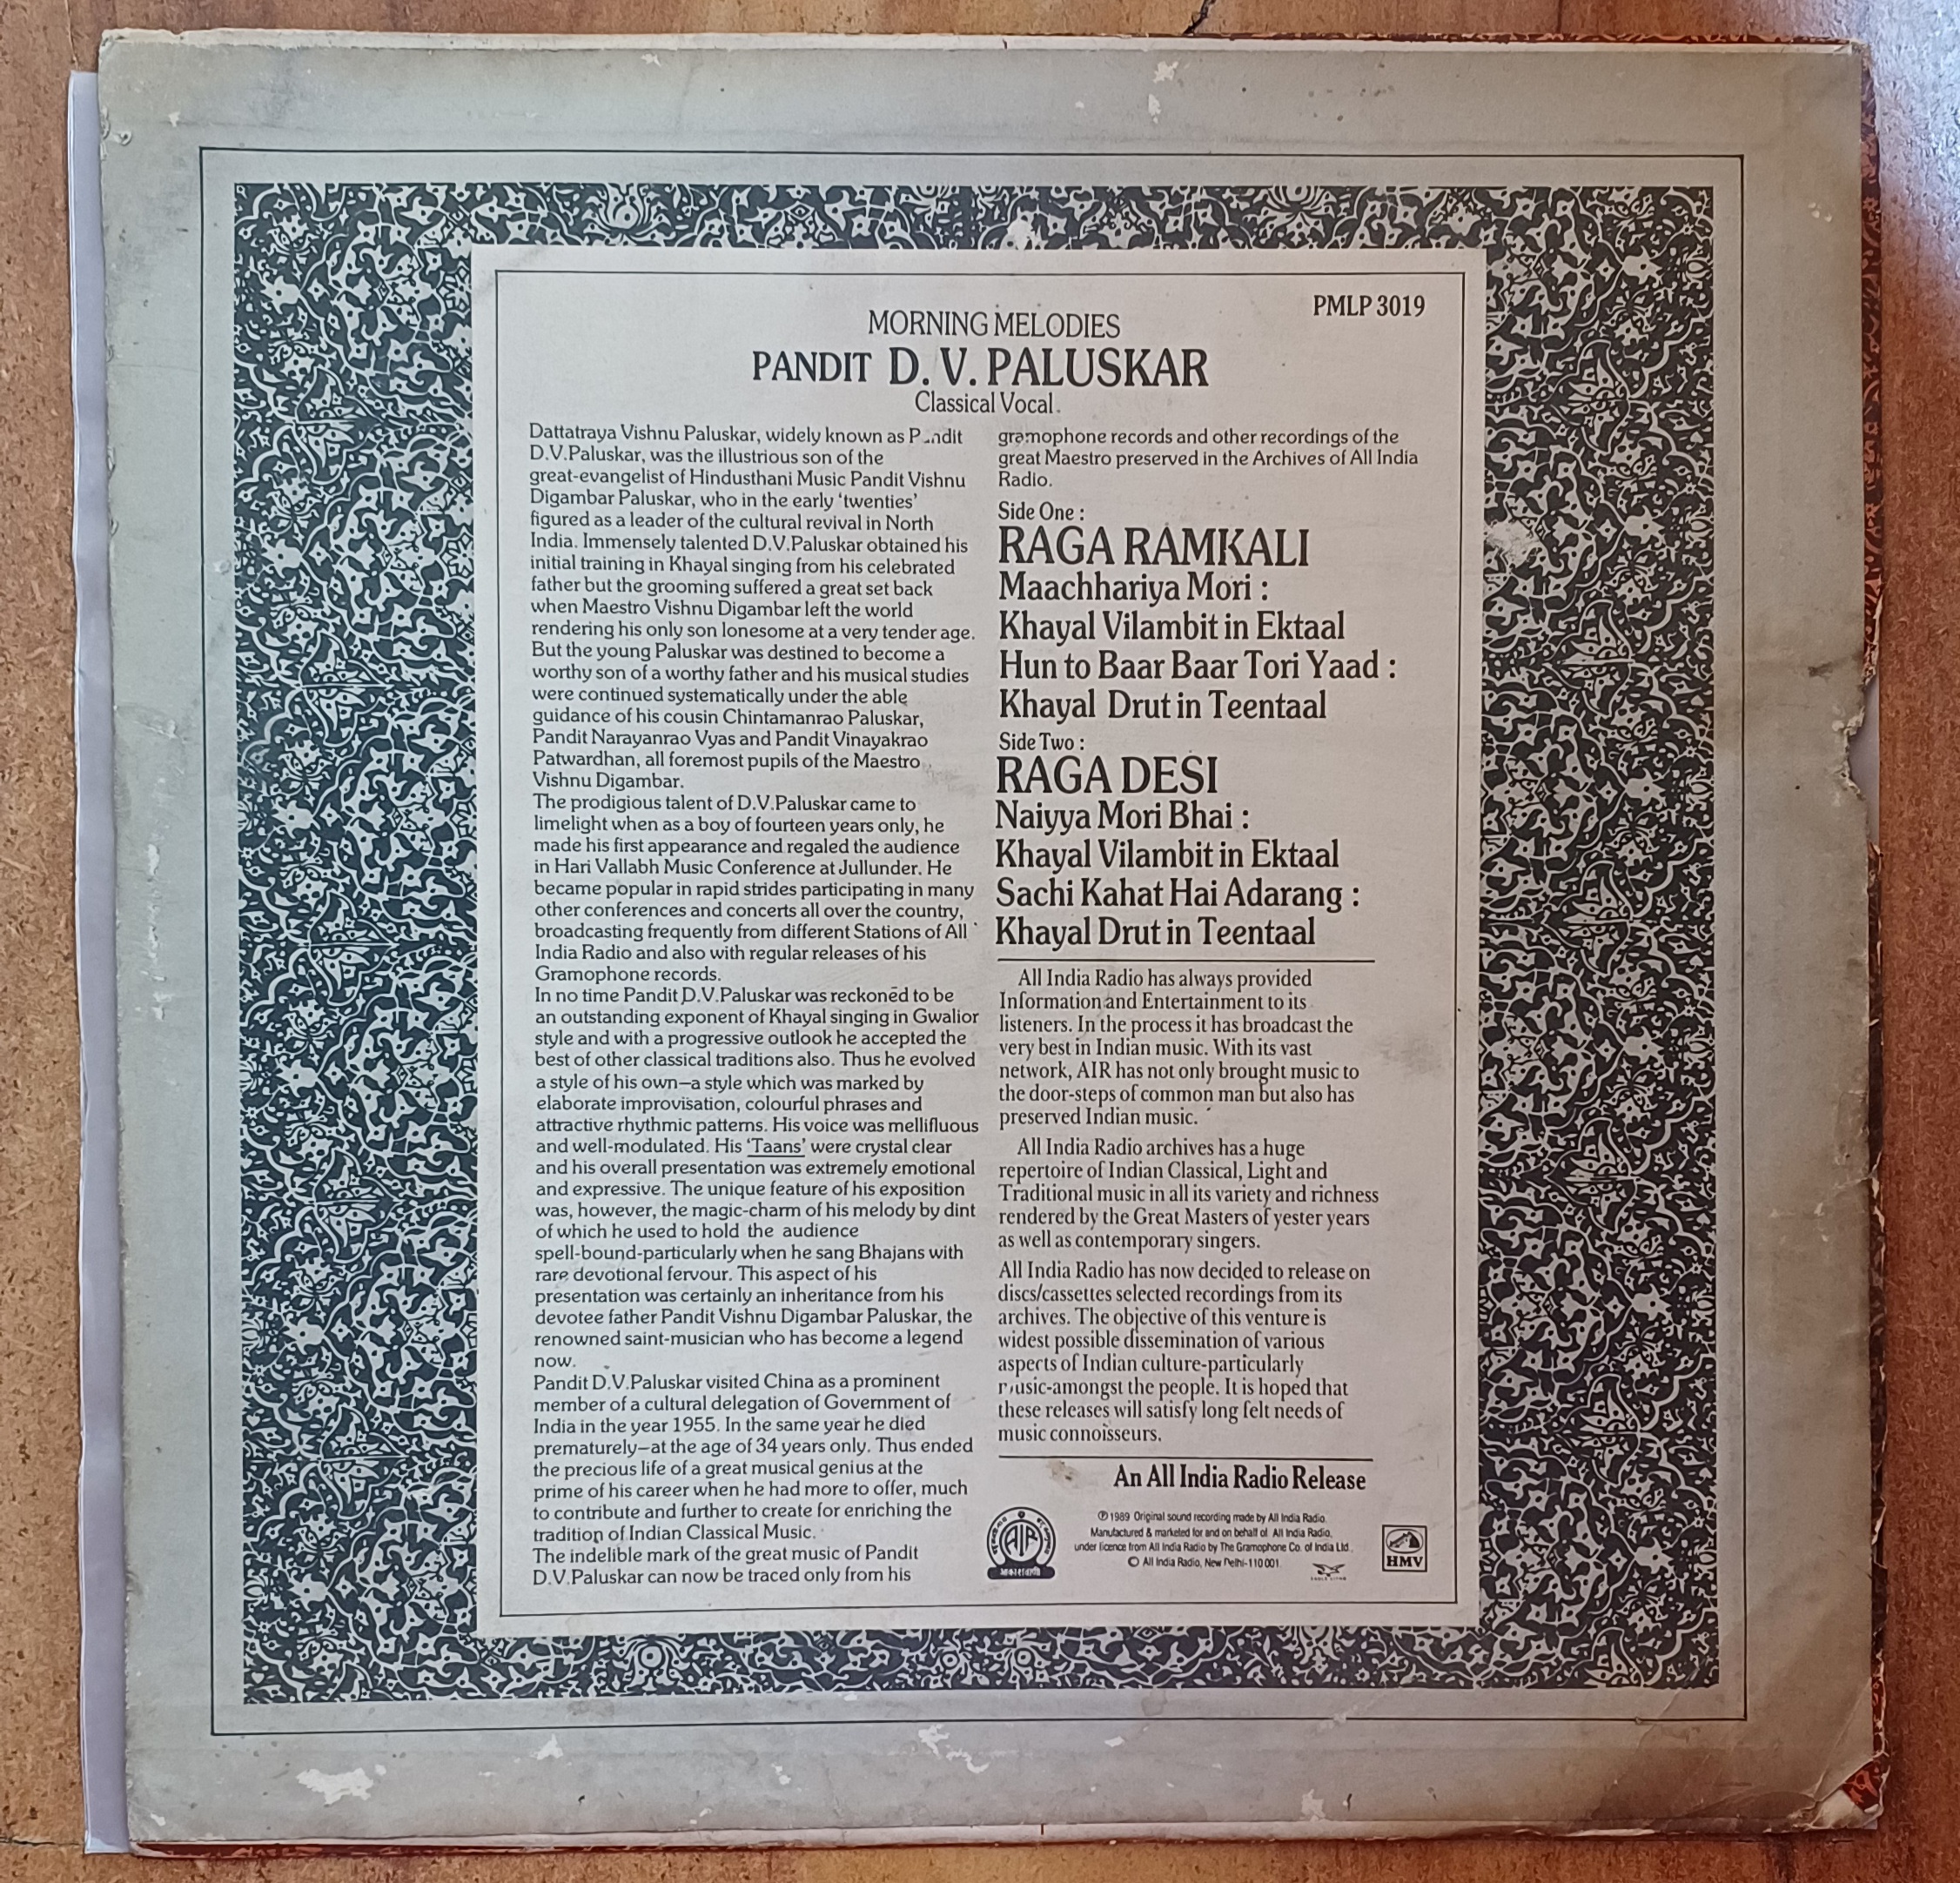 PMLP 3019
MORNING MELODIES
PANDIT D. V. PALUSKAR
Classical Vocal.
Dattatraya Vishnu Paluskar, widely known as Pandit
D.V.Paluskar, was the illustrious son of the
great-evangelist of Hindusthani Music Pandit Vishnu
Digambar Paluskar, who in the early ‘twenties’
figured as a leader of the cultural revival in North
India. Immensely talented D.V.Paluskar obtained his
initial training in Khayal singing from his celebrated
father but the grooming suffered a great set back
when Maestro Vishnu Digambar left the world
rendering his only son lonesome at a very tender age.
But the young Paluskar was destined to become a
worthy son of a worthy father and his musical studies
were continued systematically under the able
guidance of his cousin Chintamanrao Paluskar,
Pandit Narayanrao Vyas and Pandit Vinayakrao
Patwardhan, all foremost pupils of the Maestro
Vishnu Digambar.
The prodigious talent of D.V.Paluskar came to
limelight when as a boy of fourteen years only, he
made his first appearance and regaled the audience
in Hari Vallabh Music Conference at Jullunder. He
became popular in rapid strides participating in many
other conferences and concerts all over the country,
broadcasting frequently from different Stations of All
India Radio and also with regular releases of his
Gramophone records.
In no time Pandit D.V.Paluskar was reckoned to be
an outstanding exponent of Khayal singing in Gwalior
style and with a progressive outlook he accepted the
best of other classical traditions also. Thus he evolved
a style of his own—a style which was marked by
elaborate improvisation, colourful phrases and
attractive rhythmic patterns. His voice was mellifluous
and well-modulated. His ‘Taans’ were crystal clear
and his overall presentation was extremely emotional
and expressive. The unique feature of his exposition
was, however, the magic-charm of his melody by dint
of which he used to hold the audience
spell-bound-particularly when he sang Bhajans with
rare devotional fervour. This aspect of his
presentation was certainly an inheritance from his
devotee father Pandit Vishnu Digambar Paluskar, the
renowned saint-musician who has become a legend
now.
Pandit D.V.Paluskar visited China as a prominent
member of a cultural delegation of Government of
India in the year 1955. In the same year he died
prematurely—at the age of 34 years only. Thus ended
the precious life of a great musical genius at the
prime of his career when he had more to offer, much
to contribute and further to create for enriching the
tradition of Indian Classical Music.
The indelible mark of the great music of Pandit
D.V.Paluskar can now be traced only from his
gramophone records and other recordings of the
great Maestro preserved in the Archives of All India
Radio.
Side One :
RAGA RAMKALI
Maachhariya Mori :
Khayal Vilambit in Ektaal
Hun to Baar Baar Tori Yaad :
Khayal Drut in Teentaal
Side Two :
RAGA DESI
Naiyya Mori Bhai :
Khayal Vilambit in Ektaal
Sachi Kahat Hai Adarang :
Khayal Drut in Teentaal
All India Radio has always provided
Information and Entertainment to its
listeners. In the process it has broadcast the
very best in Indian music. With its vast
network, AIR has not only brought music to
the door-steps of common man but also has
preserved Indian music.
All India Radio archives has a huge
repertoire of Indian Classical, Light and
Traditional music in all its variety and richness
rendered by the Great Masters of yester years
as well as contemporary singers.
All India Radio has now decided to release on
discs/cassettes selected recordings from its
archives. The objective of this venture is
widest possible dissemination of various
aspects of Indian culture-particularly
music-amongst the people. It is hoped that
these releases will satisfy long felt needs of
music connoisseurs.
An All India Radio Release
AIR
आकाशवाणी
℗ 1989 Original sound recording made by All India Radio.
Manufactured & marketed for and on behalf of All India Radio,
under licence from All India Radio by The Gramophone Co. of India Ltd.
© All India Radio, New Delhi-110 001.
HMV